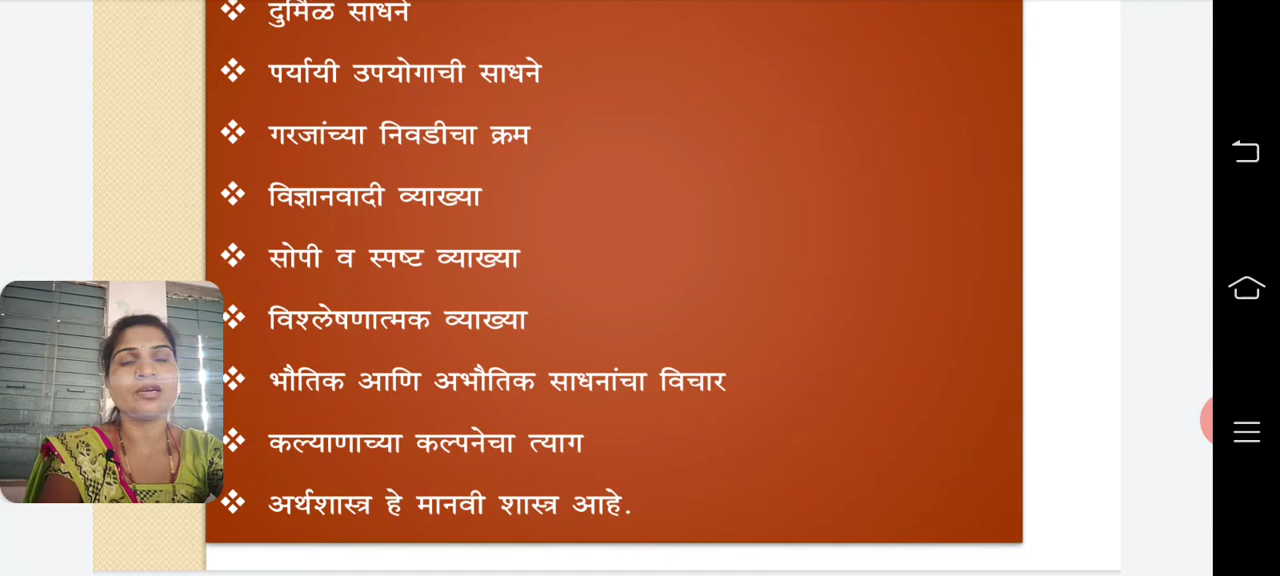 दुर्मिळ साधने
पर्यायी उपयोगाची साधने
गरजांच्या निवडीचा क्रम
विज्ञानवादी व्याख्या
सोपी व स्पष्ट व्याख्या
विश्लेषणात्मक व्याख्या
भौतिक आणि अभौतिक साधनांचा विचार
कल्याणाच्या कल्पनेचा त्याग
अर्थशास्त्र हे मानवी शास्त्र आहे.